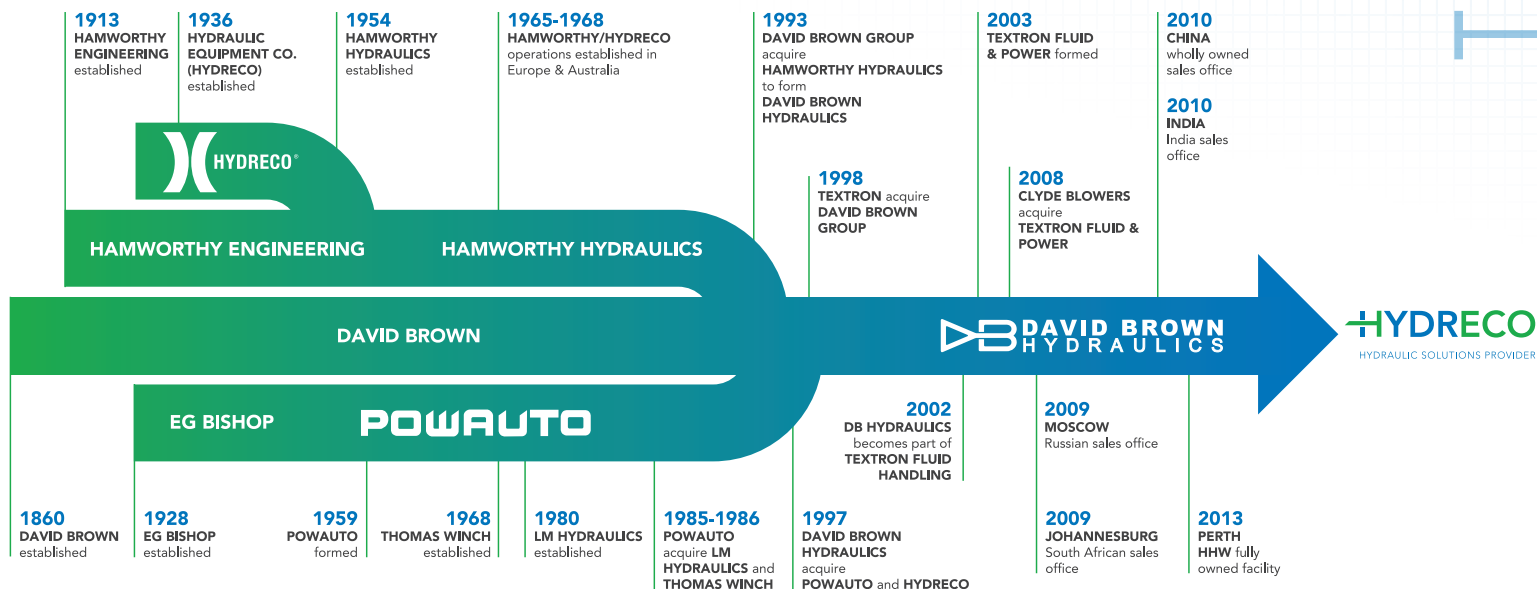 1913
HAMWORTHY
ENGINEERING
established
1936
HYDRAULIC
EQUIPMENT CO.
(HYDRECO)
established
1954
HAMWORTHY
HYDRAULICS
established
1965-1968
HAMWORTHY/HYDRECO
operations established in
Europe & Australia
1993
DAVID BROWN GROUP
acquire
HAMWORTHY HYDRAULICS
to form
DAVID BROWN
HYDRAULICS
2003
TEXTRON FLUID
& POWER formed
2010
CHINA
wholly owned
sales office
2010
INDIA
India sales
office
1998
TEXTRON acquire
DAVID BROWN
GROUP
2008
CLYDE BLOWERS
acquire
TEXTRON FLUID &
POWER
HYDRECO®
HAMWORTHY ENGINEERING
HAMWORTHY HYDRAULICS
DAVID BROWN
DB DAVID BROWN
HYDRAULICS
HYDRECO
HYDRAULIC SOLUTIONS PROVIDER
EG BISHOP
POWAUTO
2002
DB HYDRAULICS
becomes part of
TEXTRON FLUID
HANDLING
2009
MOSCOW
Russian sales office
1860
DAVID BROWN
established
1928
EG BISHOP
established
1959
POWAUTO
formed
1968
THOMAS WINCH
established
1980
LM HYDRAULICS
established
1985-1986
POWAUTO
acquire LM
HYDRAULICS and
THOMAS WINCH
1997
DAVID BROWN
HYDRAULICS
acquire
POWAUTO and HYDRECO
2009
JOHANNESBURG
South African sales
office
2013
PERTH
HHW fully
owned facility